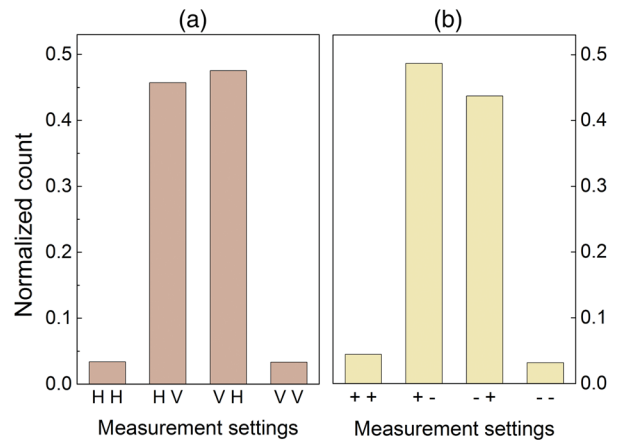 (a) (b)
Normalized count
0.5 0.5
0.4 0.4
0.3 0.3
0.2 0.2
0.1 0.1
0.0 0.0
H H H V V H V V + + + - - + - -
Measurement settings Measurement settings